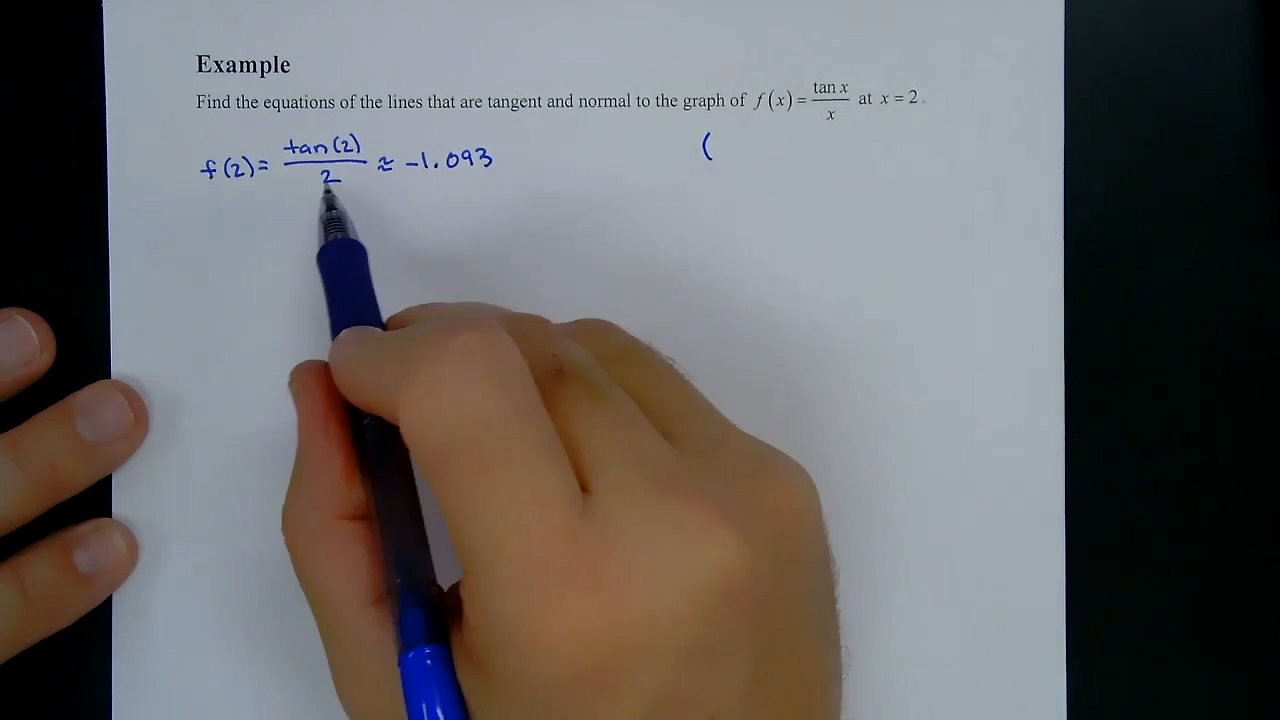 Example
Find the equations of the lines that are tangent and normal to the graph of f(x) = tan x / x at x = 2.
f(2) = tan(2) / 2 ≈ -1.093
(